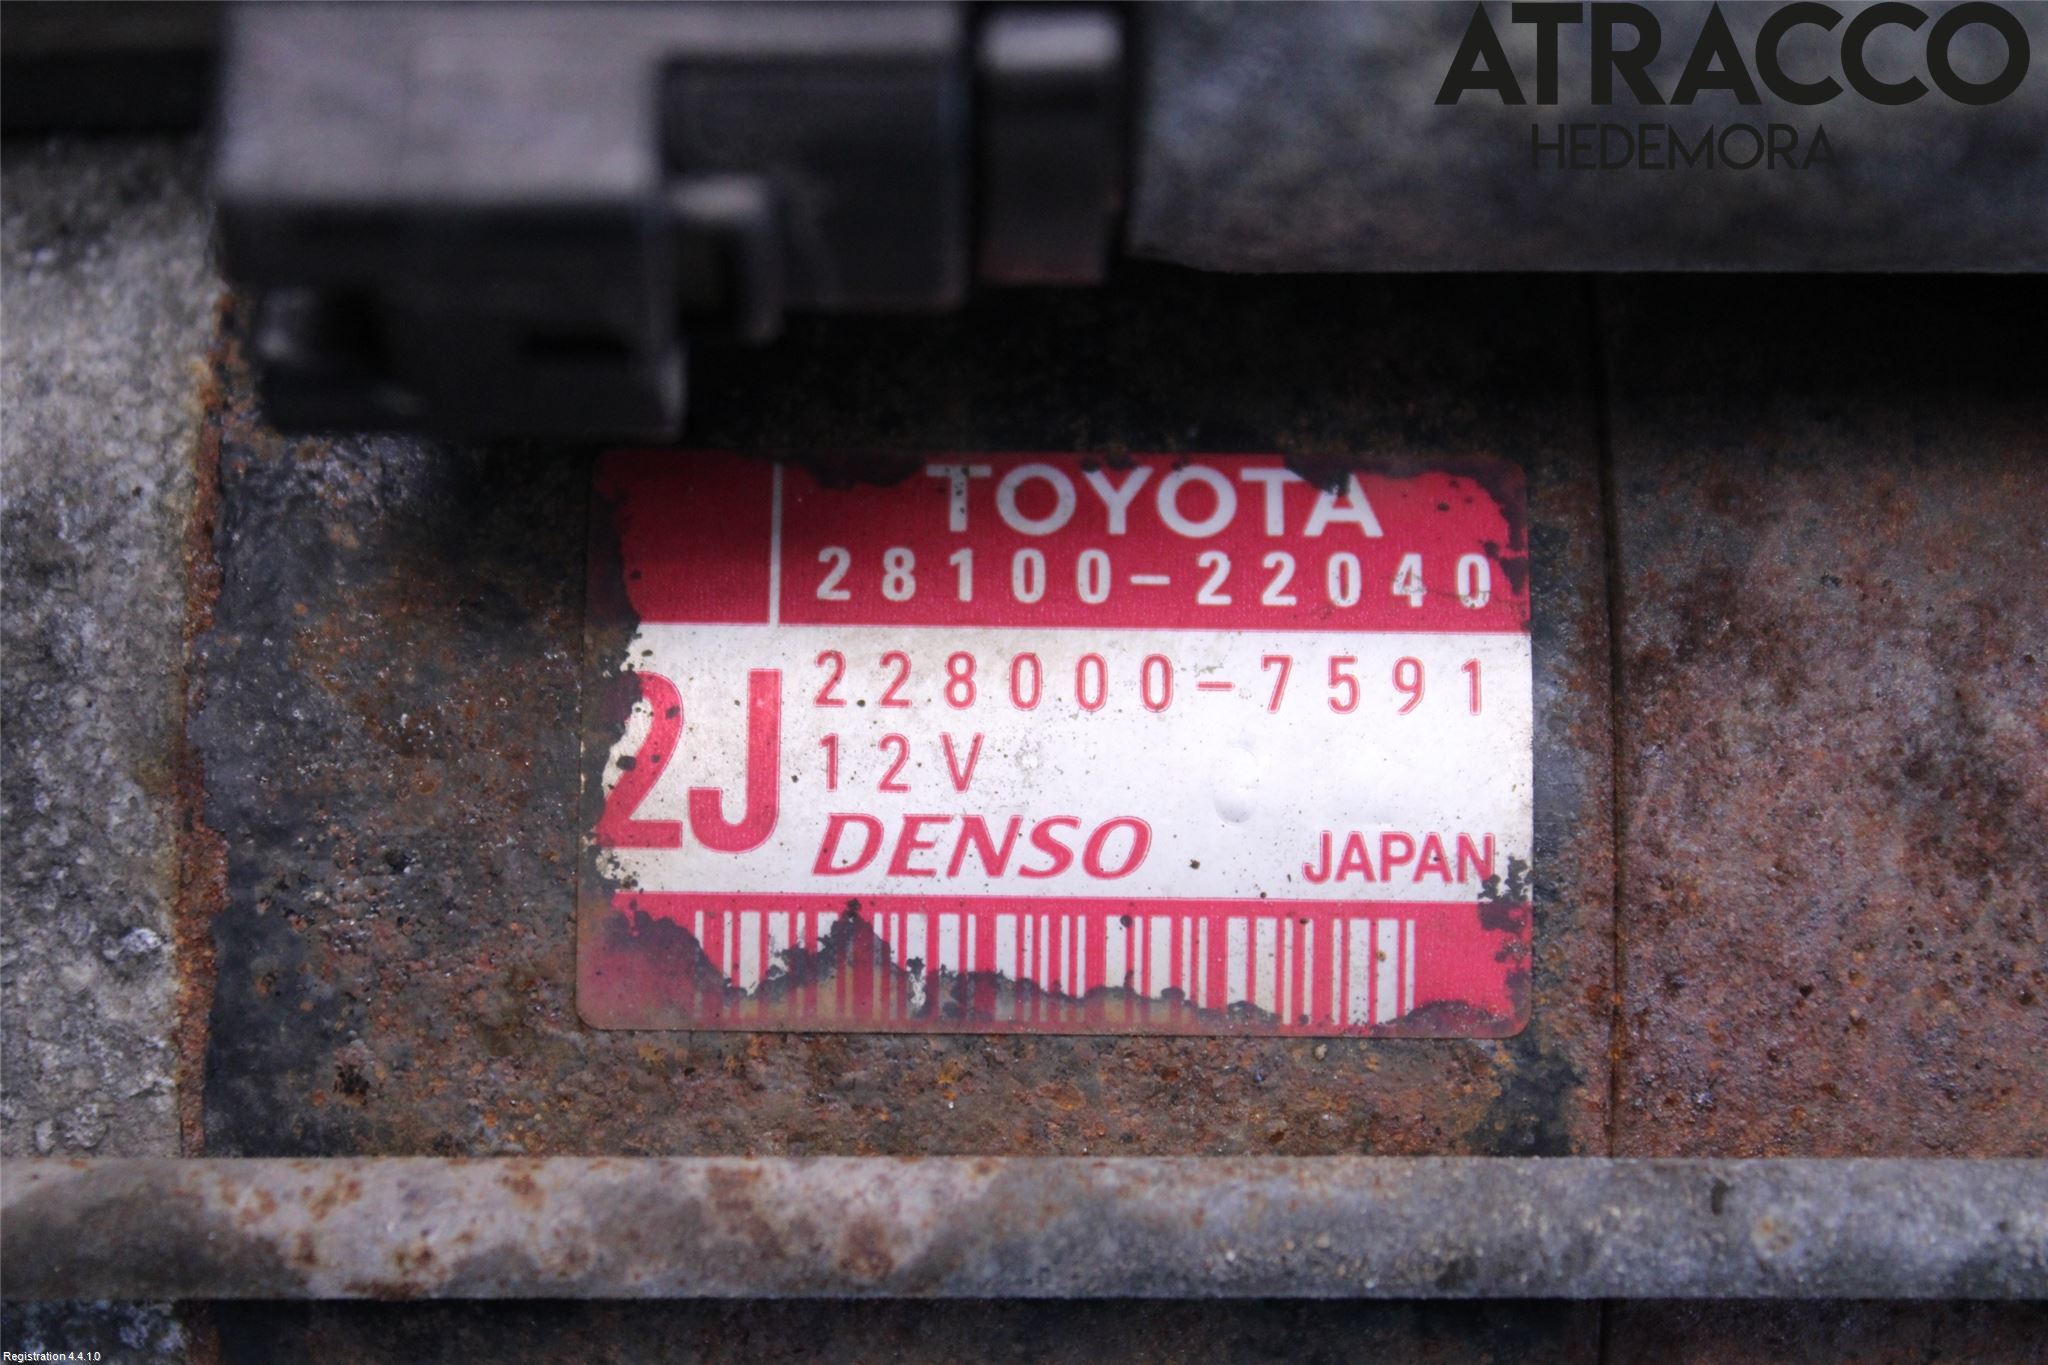 ATRACCO
HEDEMORA
TOYOTA
28100-22040
228000-7591
2J
12V
DENSO JAPAN
Registration 4.4.1.0